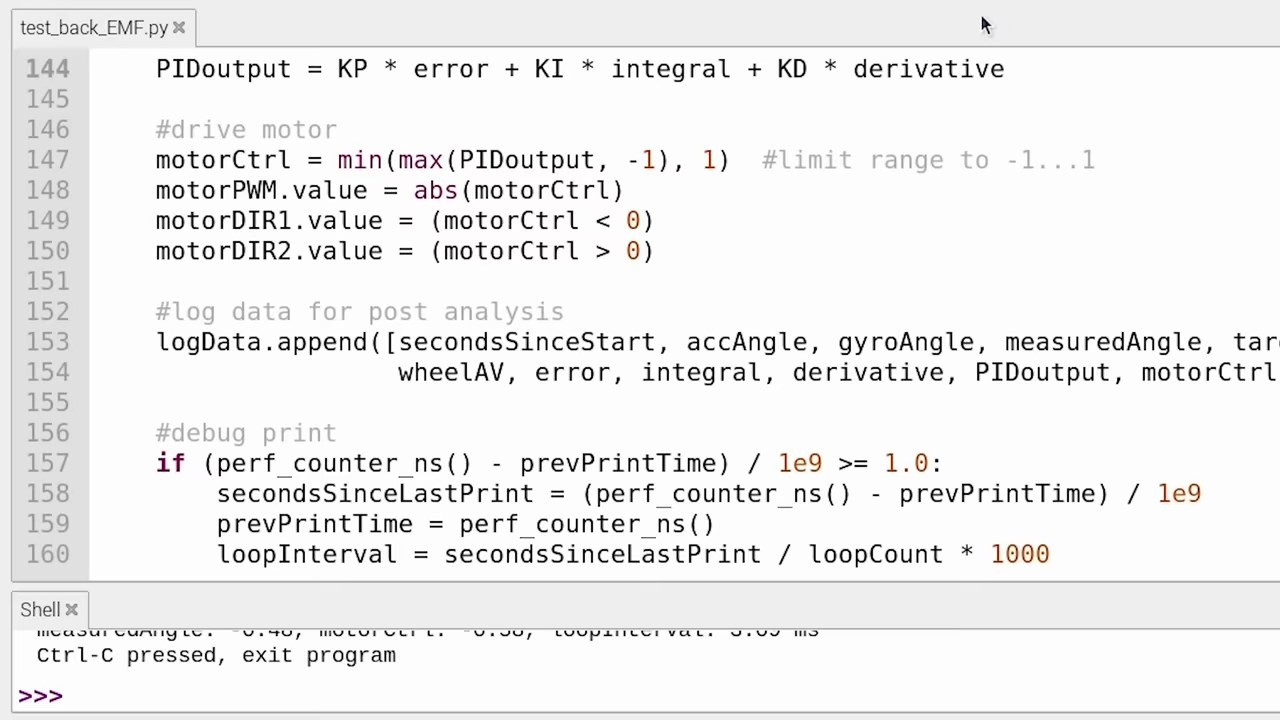 test_back_EMF.py
144 PIDoutput = KP * error + KI * integral + KD * derivative
145
146 #drive motor
147 motorCtrl = min(max(PIDoutput, -1), 1)  #limit range to -1...1
148 motorPWM.value = abs(motorCtrl)
149 motorDIR1.value = (motorCtrl < 0)
150 motorDIR2.value = (motorCtrl > 0)
151
152 #log data for post analysis
153 logData.append([secondsSinceStart, accAngle, gyroAngle, measuredAngle,
154 wheelAV, error, integral, derivative, PIDoutput, motorCtrl
155
156 #debug print
157 if (perf_counter_ns() - prevPrintTime) / 1e9 >= 1.0:
158 secondsSinceLastPrint = (perf_counter_ns() - prevPrintTime) / 1e9
159 prevPrintTime = perf_counter_ns()
160 loopInterval = secondsSinceLastPrint / loopCount * 1000
Shell
measuredAngle: motorCtrl: loopInterval: ms
Ctrl-C pressed, exit program
>>>